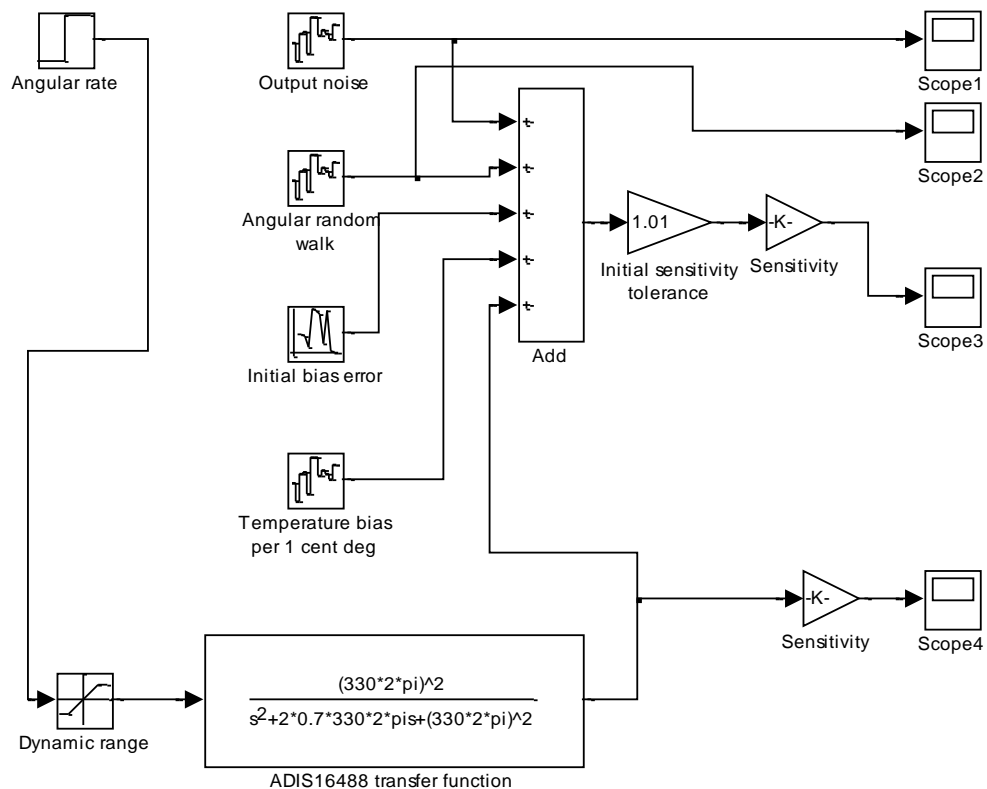 Angular rate
Output noise
Scope1
Scope2
Angular random
walk
1.01
-K-
Initial sensitivity
tolerance
Sensitivity
Scope3
Add
Initial bias error
Temperature bias
per 1 cent deg
-K-
Sensitivity
Scope4
(330*2*pi)^2
s2+2*0.7*330*2*pis+(330*2*pi)^2
Dynamic range
ADIS16488 transfer function